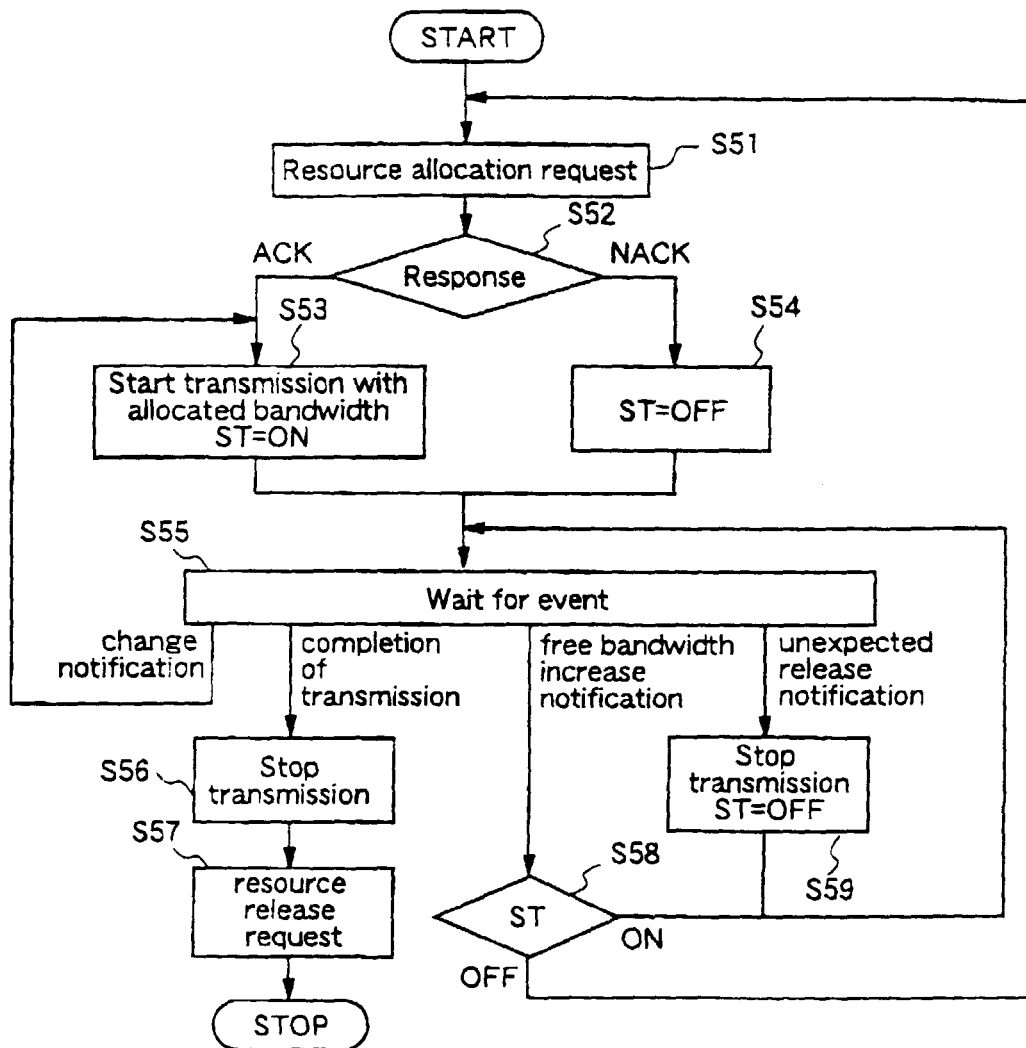 START
S51
Resource allocation request
S52
ACK
NACK
Response
S53
S54
Start transmission with
allocated bandwidth
ST=ON
ST=OFF
S55
Wait for event
change
notification
completion
of
transmission
free bandwidth
increase
notification
unexpected
release
notification
S56
Stop
transmission
Stop
transmission
ST=OFF
S57
S58
S59
resource
release
request
ST
ON
OFF
STOP